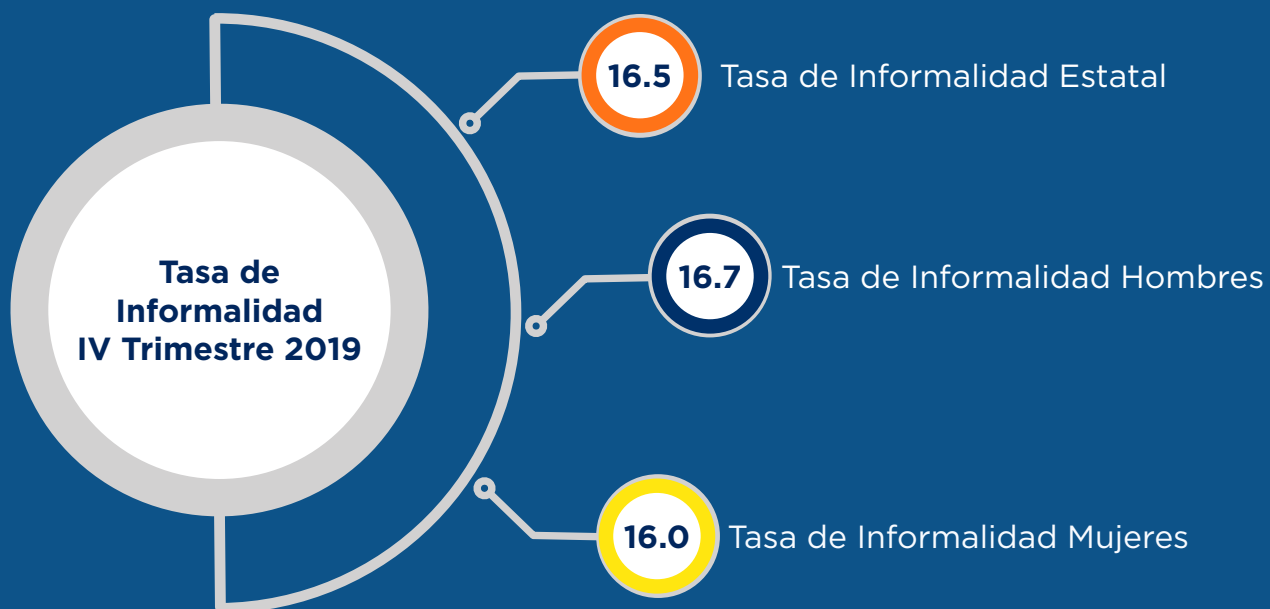 Tasa de
Informalidad
IV Trimestre 2019
16.5 Tasa de Informalidad Estatal
16.7 Tasa de Informalidad Hombres
16.0 Tasa de Informalidad Mujeres